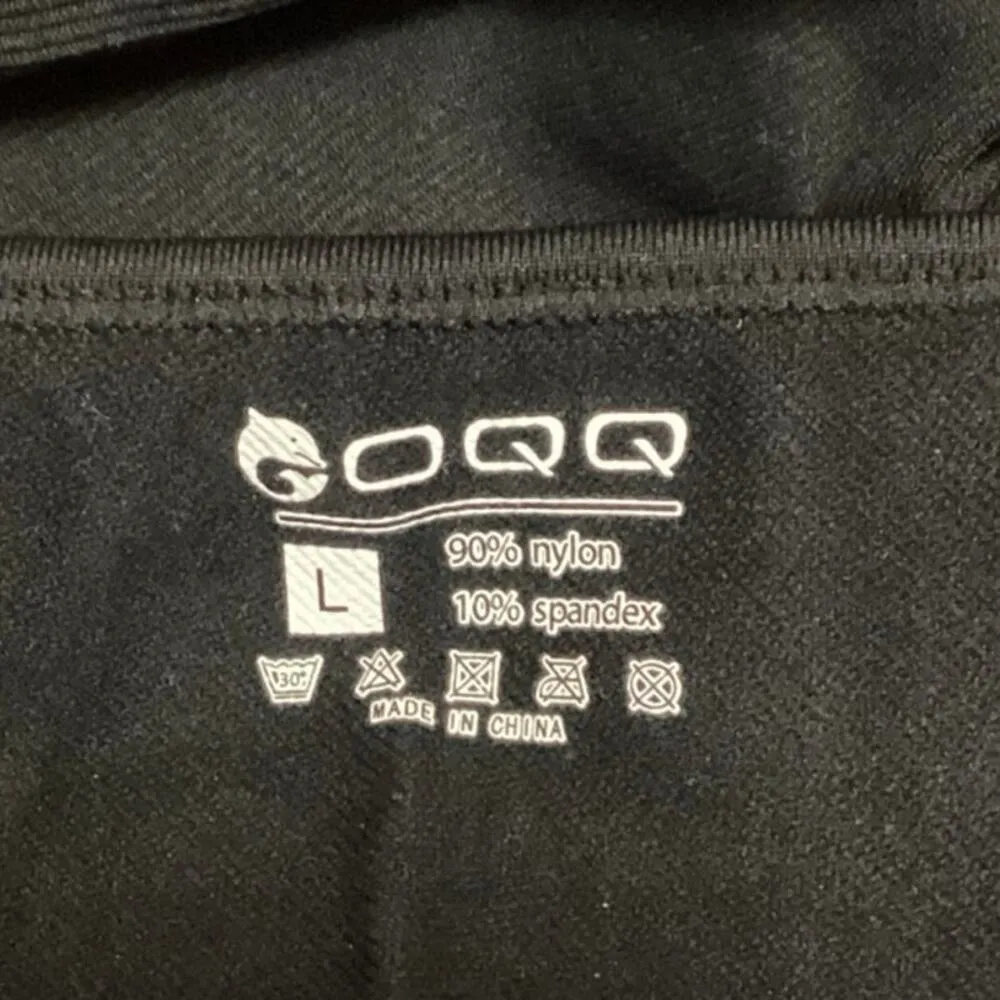 OQQ
L
90% nylon
10% spandex
30°
MADE IN CHINA